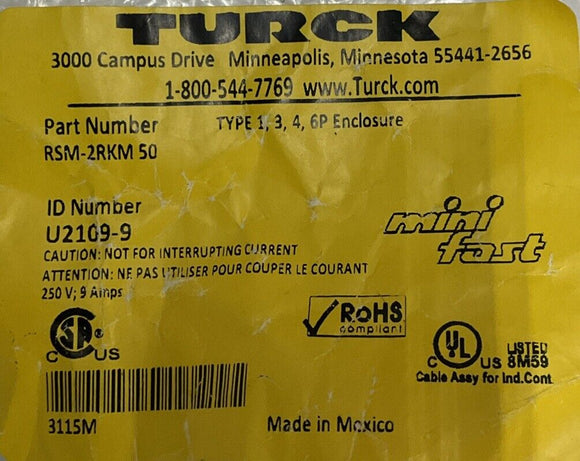 TURCK
3000 Campus Drive Minneapolis, Minnesota 55441-2656
1-800-544-7769 www.Turck.com
Part Number TYPE 1, 3, 4, 6P Enclosure
RSM-2RKM 50
ID Number
U2109-9
mini fast
CAUTION: NOT FOR INTERRUPTING CURRENT
ATTENTION: NE PAS UTILISER POUR COUPER LE COURANT
250 V; 9 Amps
RoHS
compliant
C SA ® US
C UL US LISTED
8M59
Cable Assy for Ind.Cont.
3115M Made in Mexico